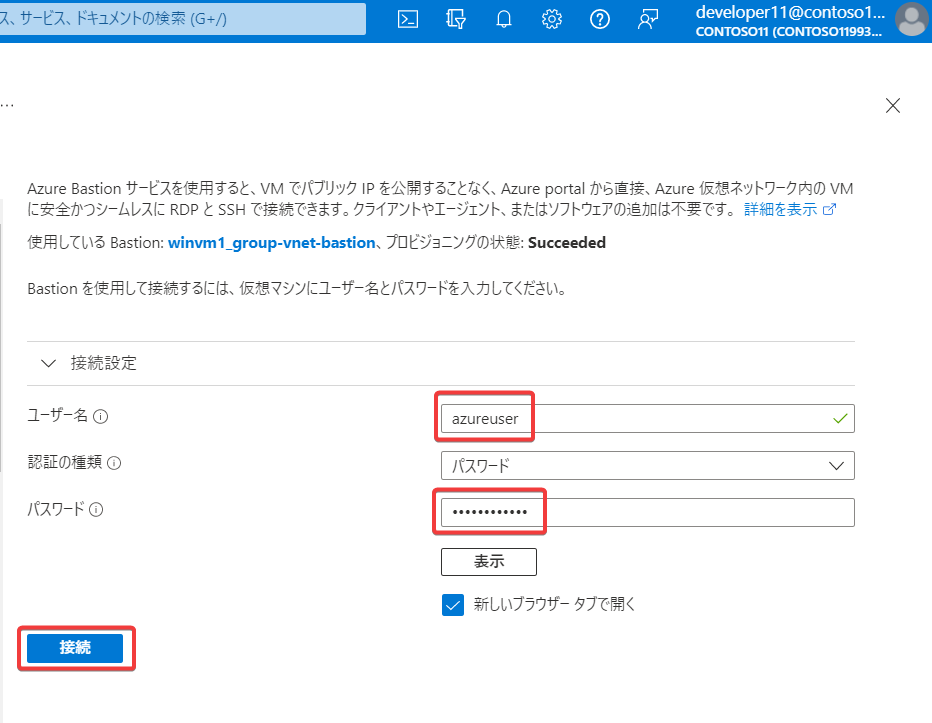 ス、サービス、ドキュメントの検索 (G+/)
developer11@contoso1...
CONTOSO11 (CONTOSO11993...
...
Azure Bastion サービスを使用すると、VM でパブリック IP を公開することなく、Azure portal から直接、Azure 仮想ネットワーク内の VM
に安全かつシームレスに RDP と SSH で接続できます。クライアントやエージェント、またはソフトウェアの追加は不要です。 詳細を表示
使用している Bastion: winvm1_group-vnet-bastion、プロビジョニングの状態: Succeeded
Bastion を使用して接続するには、仮想マシンにユーザー名とパスワードを入力してください。
接続設定
ユーザー名
azureuser
認証の種類
パスワード
パスワード
••••••••••••
表示
新しいブラウザー タブで開く
接続